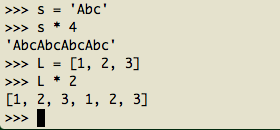 >>> s = 'Abc'
>>> s * 4
'AbcAbcAbcAbc'
>>> L = [1, 2, 3]
>>> L * 2
[1, 2, 3, 1, 2, 3]
>>>